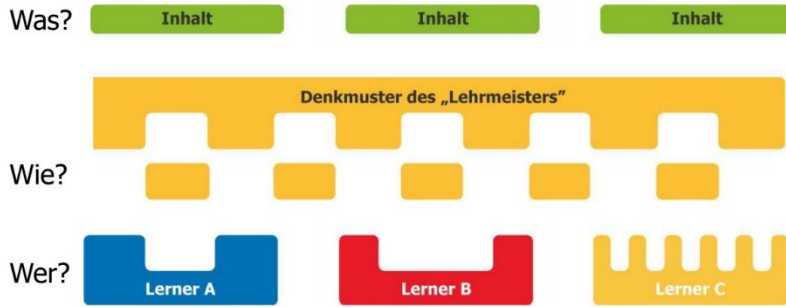 Was?
Inhalt Inhalt Inhalt
Denkmuster des „Lehrmeisters”
Wie?
Wer?
Lerner A Lerner B Lerner C